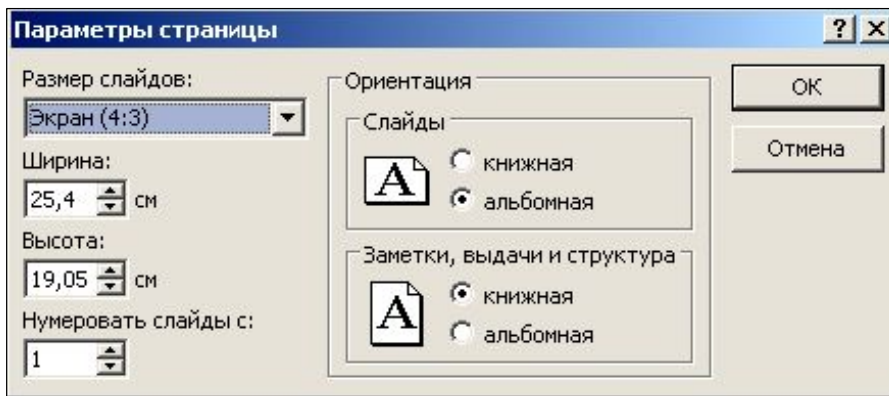 Параметры страницы
Размер слайдов:
Экран (4:3)
Ширина:
25,4 см
Высота:
19,05 см
Нумеровать слайды с:
1
Ориентация
Слайды
A
книжная
альбомная
Заметки, выдачи и структура
A
книжная
альбомная
ОК
Отмена